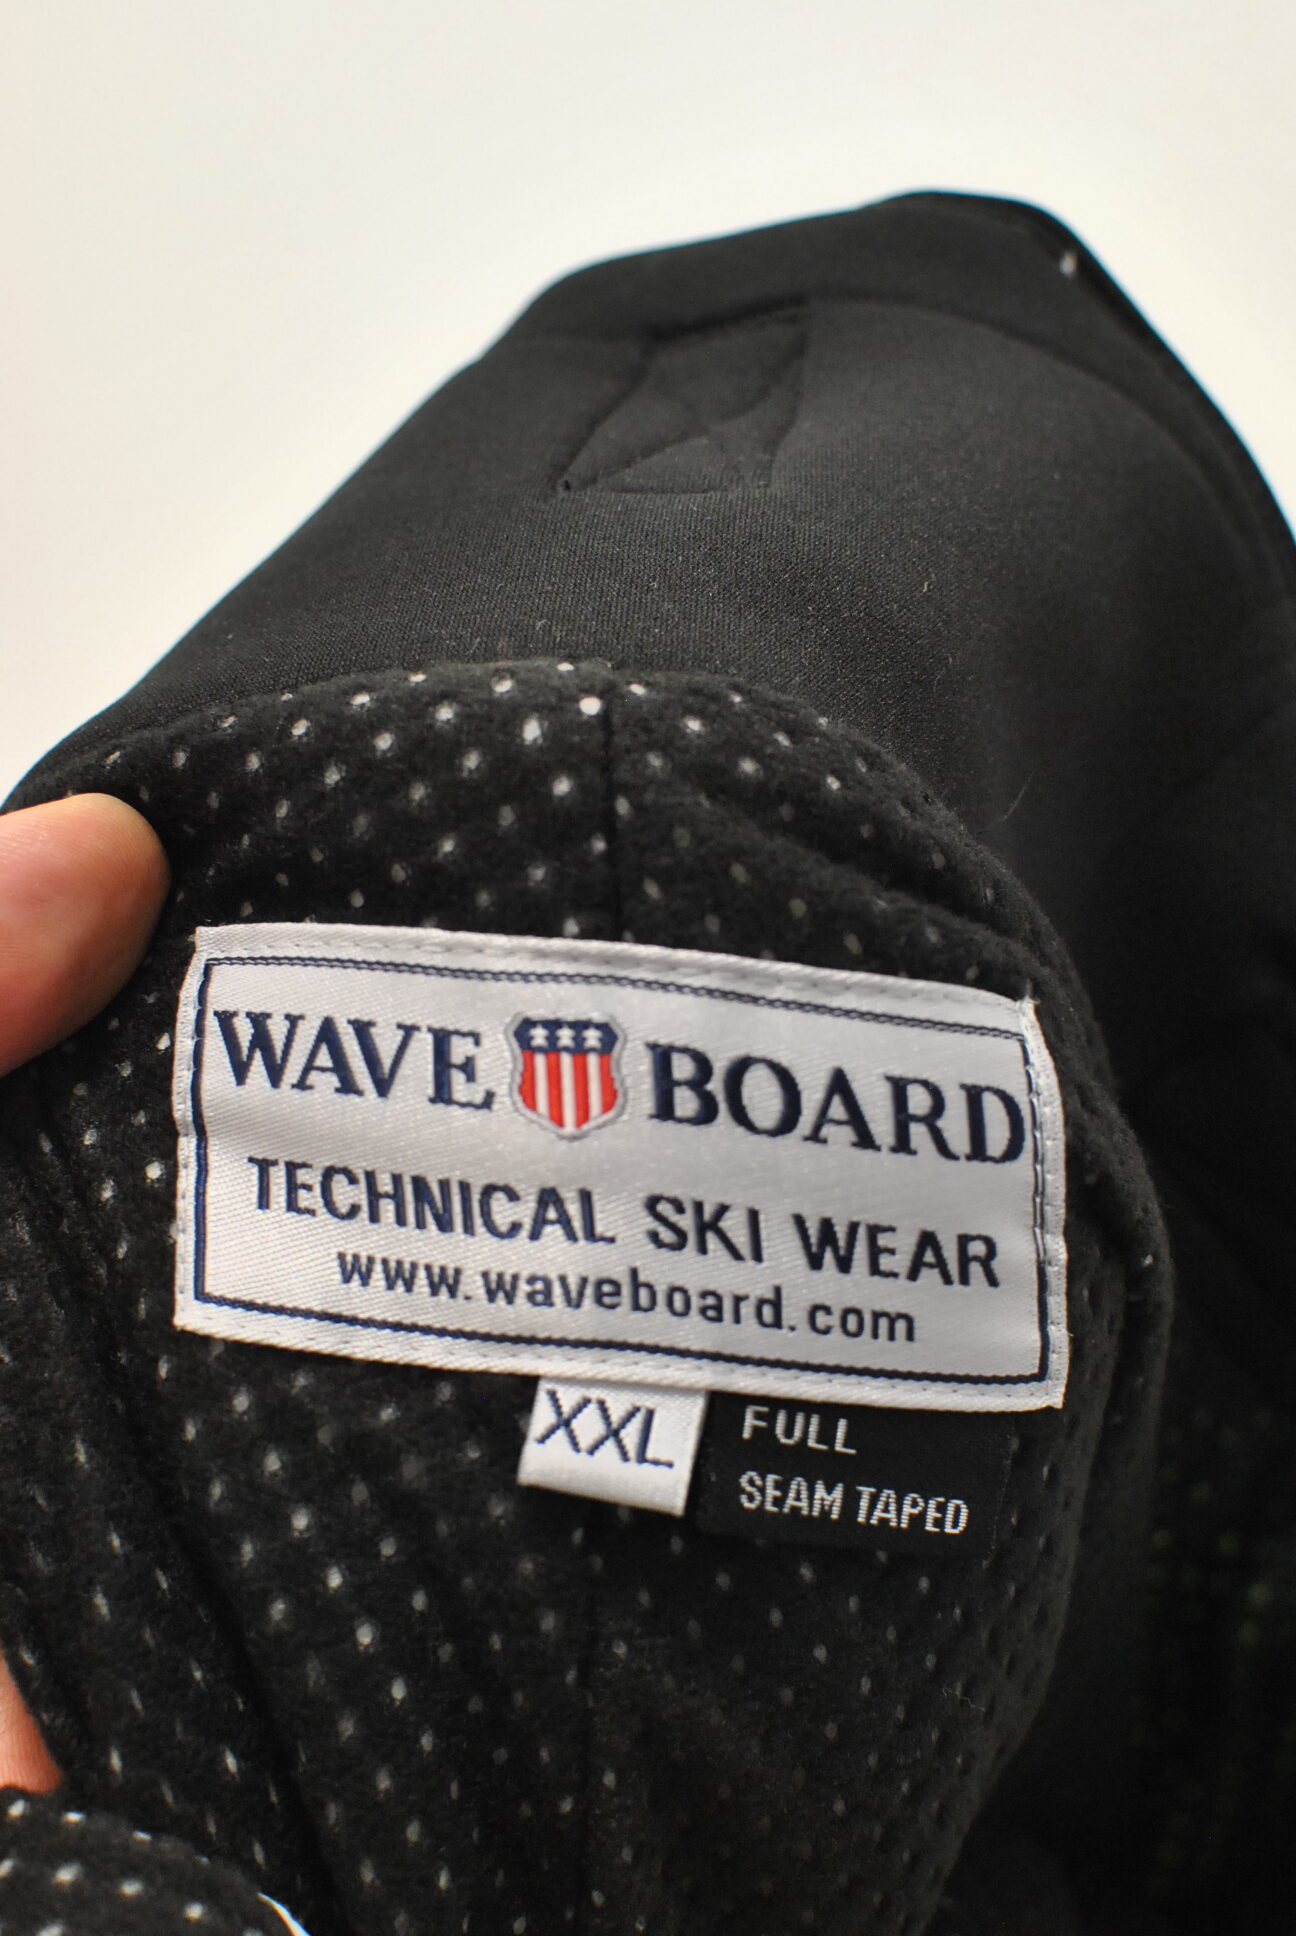 WAVE BOARD
TECHNICAL SKI WEAR
www.waveboard.com
XXL
FULL
SEAM TAPED